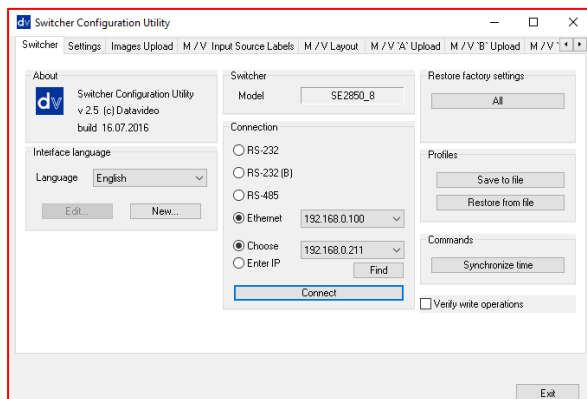 dv Switcher Configuration Utility
Switcher Settings Images Upload M / V Input Source Labels M / V Layout M / V `A` Upload M / V `B` Upload M / V `
About
dv
Switcher Configuration Utility
v 2.5 (c) Datavideo
build 16.07.2016
Interface language
Language English
Edit... New...
Switcher
Model SE2850_8
Connection
RS-232
RS-232 (B)
RS-485
Ethernet 192.168.0.100
Choose 192.168.0.211
Enter IP
Find
Connect
Restore factory settings
All
Profiles
Save to file
Restore from file
Commands
Synchronize time
Verify write operations
Exit